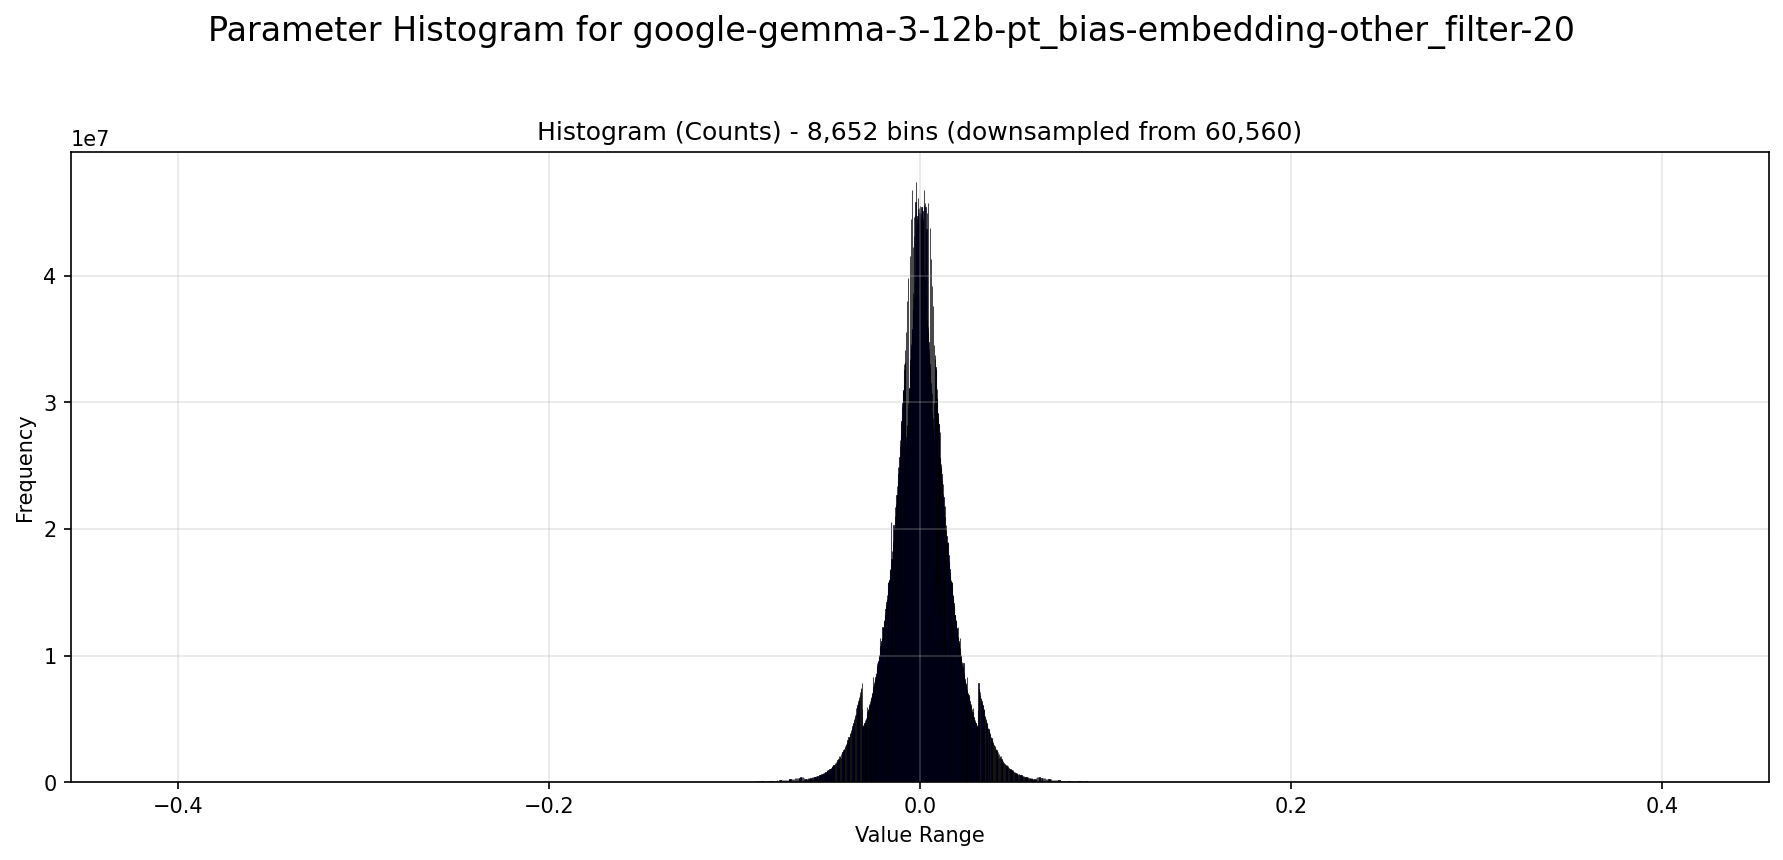 Parameter Histogram for google-gemma-3-12b-pt_bias-embedding-other_filter-20
Histogram (Counts) - 8,652 bins (downsampled from 60,560)
1e7
4
3
2
1
0
Frequency
−0.4
−0.2
0.0
0.2
0.4
Value Range